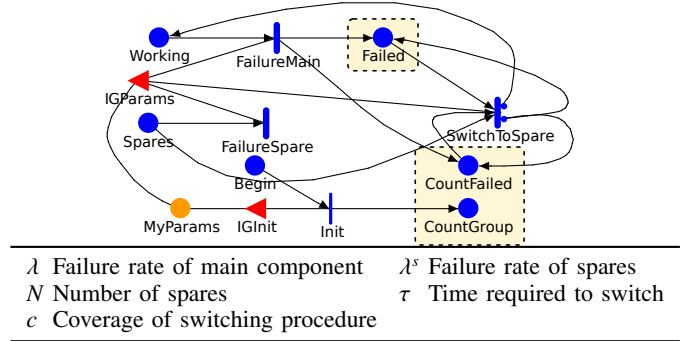 Working
FailureMain
Failed
IGParams
Spares
FailureSpare
SwitchToSpare
Begin
CountFailed
MyParams
IGInit
Init
CountGroup
λ Failure rate of main component
λˢ Failure rate of spares
N Number of spares
τ Time required to switch
c Coverage of switching procedure